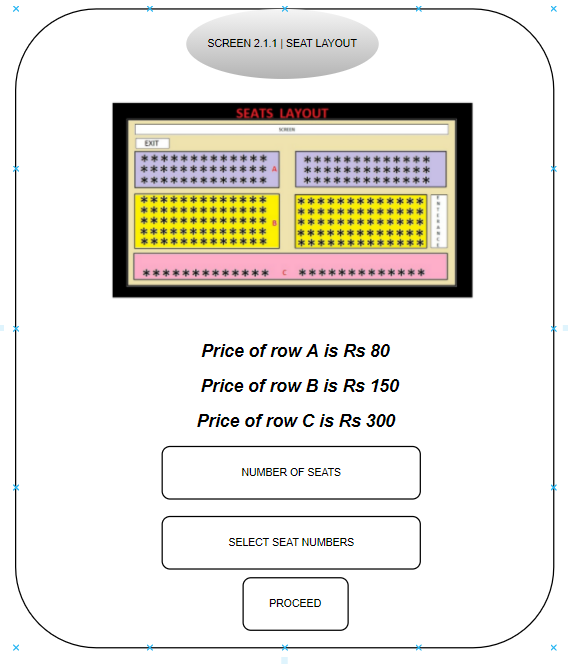 SCREEN 2.1.1 | SEAT LAYOUT
SEATS LAYOUT
SCREEN
EXIT
************* A *************
************* *************
************* *************
************* *************
************* B *************
************* *************
************* *************
************* *************
ENTERANCE
************* C *************
Price of row A is Rs 80
Price of row B is Rs 150
Price of row C is Rs 300
NUMBER OF SEATS
SELECT SEAT NUMBERS
PROCEED